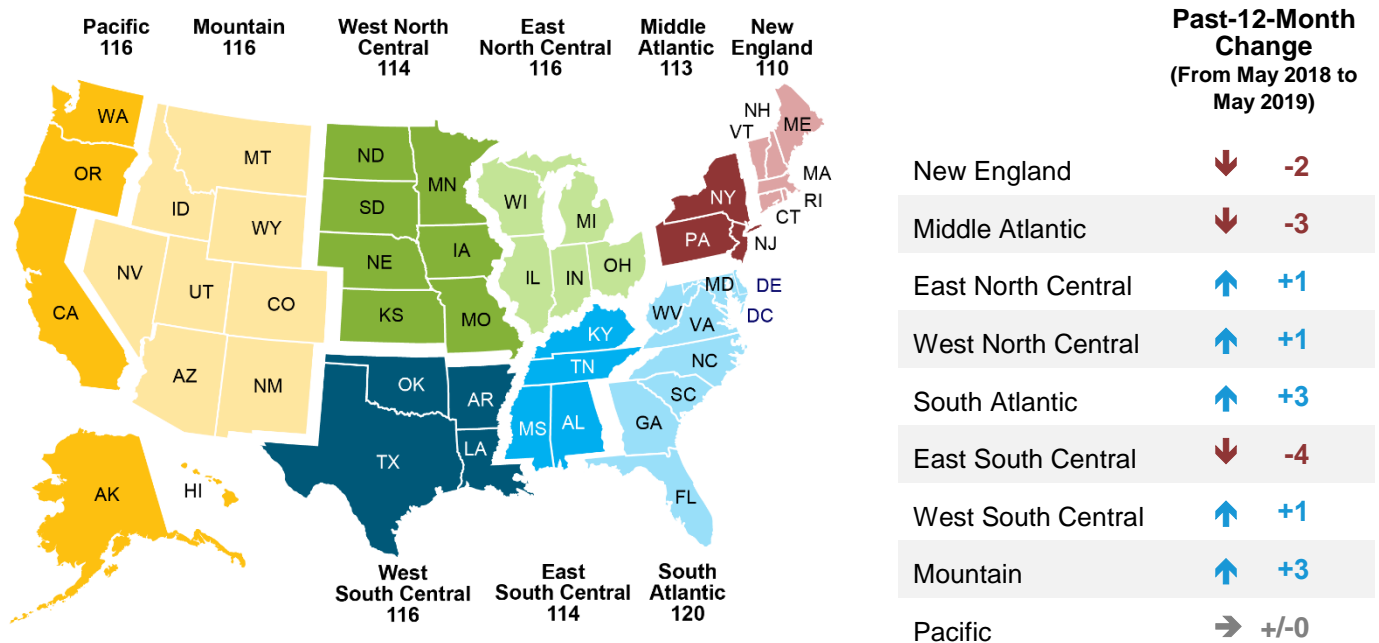 Pacific
116
Mountain
116
West North
Central
114
East
North Central
116
Middle
Atlantic
113
New
England
110
WA
OR
CA
AK
HI
MT
ID
WY
NV
UT
CO
AZ
NM
ND
SD
NE
KS
MN
IA
MO
WI
MI
IL
IN
OH
NY
PA
NJ
NH
VT
ME
MA
RI
CT
OK
TX
AR
LA
KY
TN
MS
AL
MD
DE
DC
WV
VA
NC
SC
GA
FL
West
South Central
116
East
South Central
114
South
Atlantic
120
Past-12-Month
Change
(From May 2018 to
May 2019)
New England -2
Middle Atlantic -3
East North Central +1
West North Central +1
South Atlantic +3
East South Central -4
West South Central +1
Mountain +3
Pacific +/-0